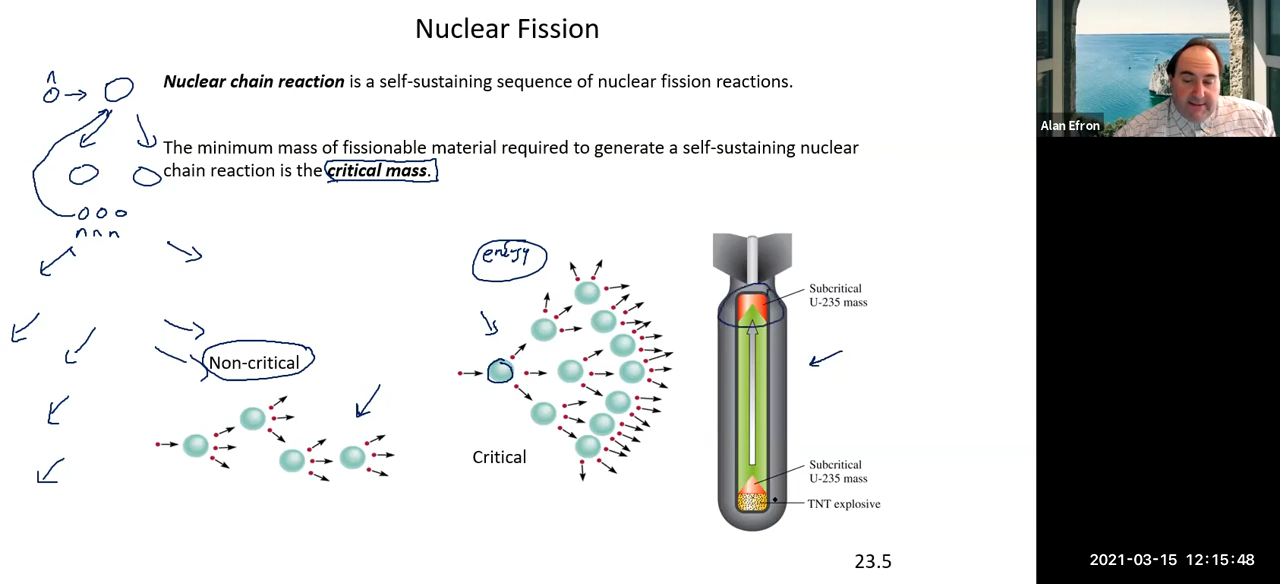 Nuclear Fission
n
Nuclear chain reaction is a self-sustaining sequence of nuclear fission reactions.
The minimum mass of fissionable material required to generate a self-sustaining nuclear
chain reaction is the critical mass.
n n n
energy
Non-critical
Critical
Subcritical
U-235 mass
Subcritical
U-235 mass
TNT explosive
23.5
Alan Efron
2021-03-15 12:15:48